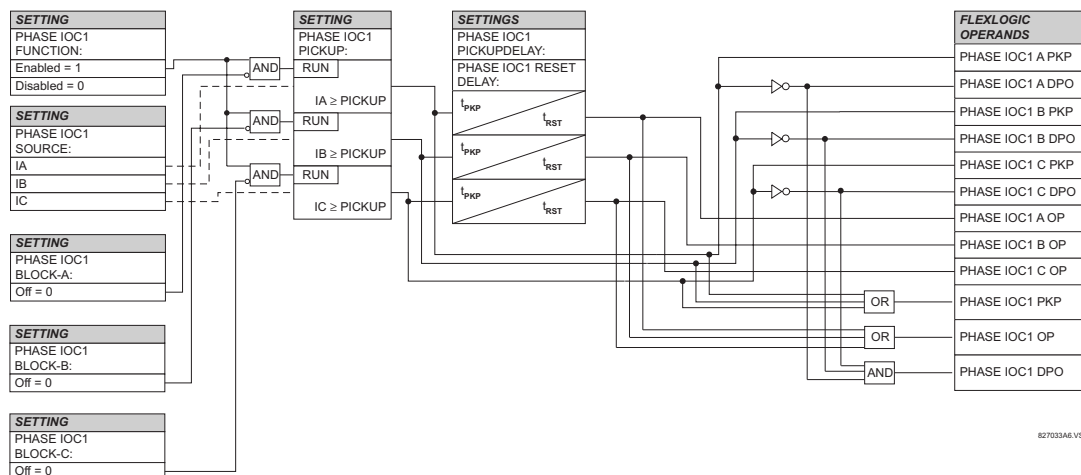 SETTING
PHASE IOC1
FUNCTION:
Enabled = 1
Disabled = 0
SETTING
PHASE IOC1
SOURCE:
IA
IB
IC
SETTING
PHASE IOC1
BLOCK-A:
Off = 0
SETTING
PHASE IOC1
BLOCK-B:
Off = 0
SETTING
PHASE IOC1
BLOCK-C:
Off = 0
AND
AND
AND
SETTING
PHASE IOC1
PICKUP:
RUN
IA ≥ PICKUP
RUN
IB ≥ PICKUP
RUN
IC ≥ PICKUP
SETTINGS
PHASE IOC1
PICKUPDELAY:
PHASE IOC1 RESET
DELAY:
tPKP
tRST
tPKP
tRST
tPKP
tRST
OR
OR
AND
FLEXLOGIC
OPERANDS
PHASE IOC1 A PKP
PHASE IOC1 A DPO
PHASE IOC1 B PKP
PHASE IOC1 B DPO
PHASE IOC1 C PKP
PHASE IOC1 C DPO
PHASE IOC1 A OP
PHASE IOC1 B OP
PHASE IOC1 C OP
PHASE IOC1 PKP
PHASE IOC1 OP
PHASE IOC1 DPO
827033A6.VS